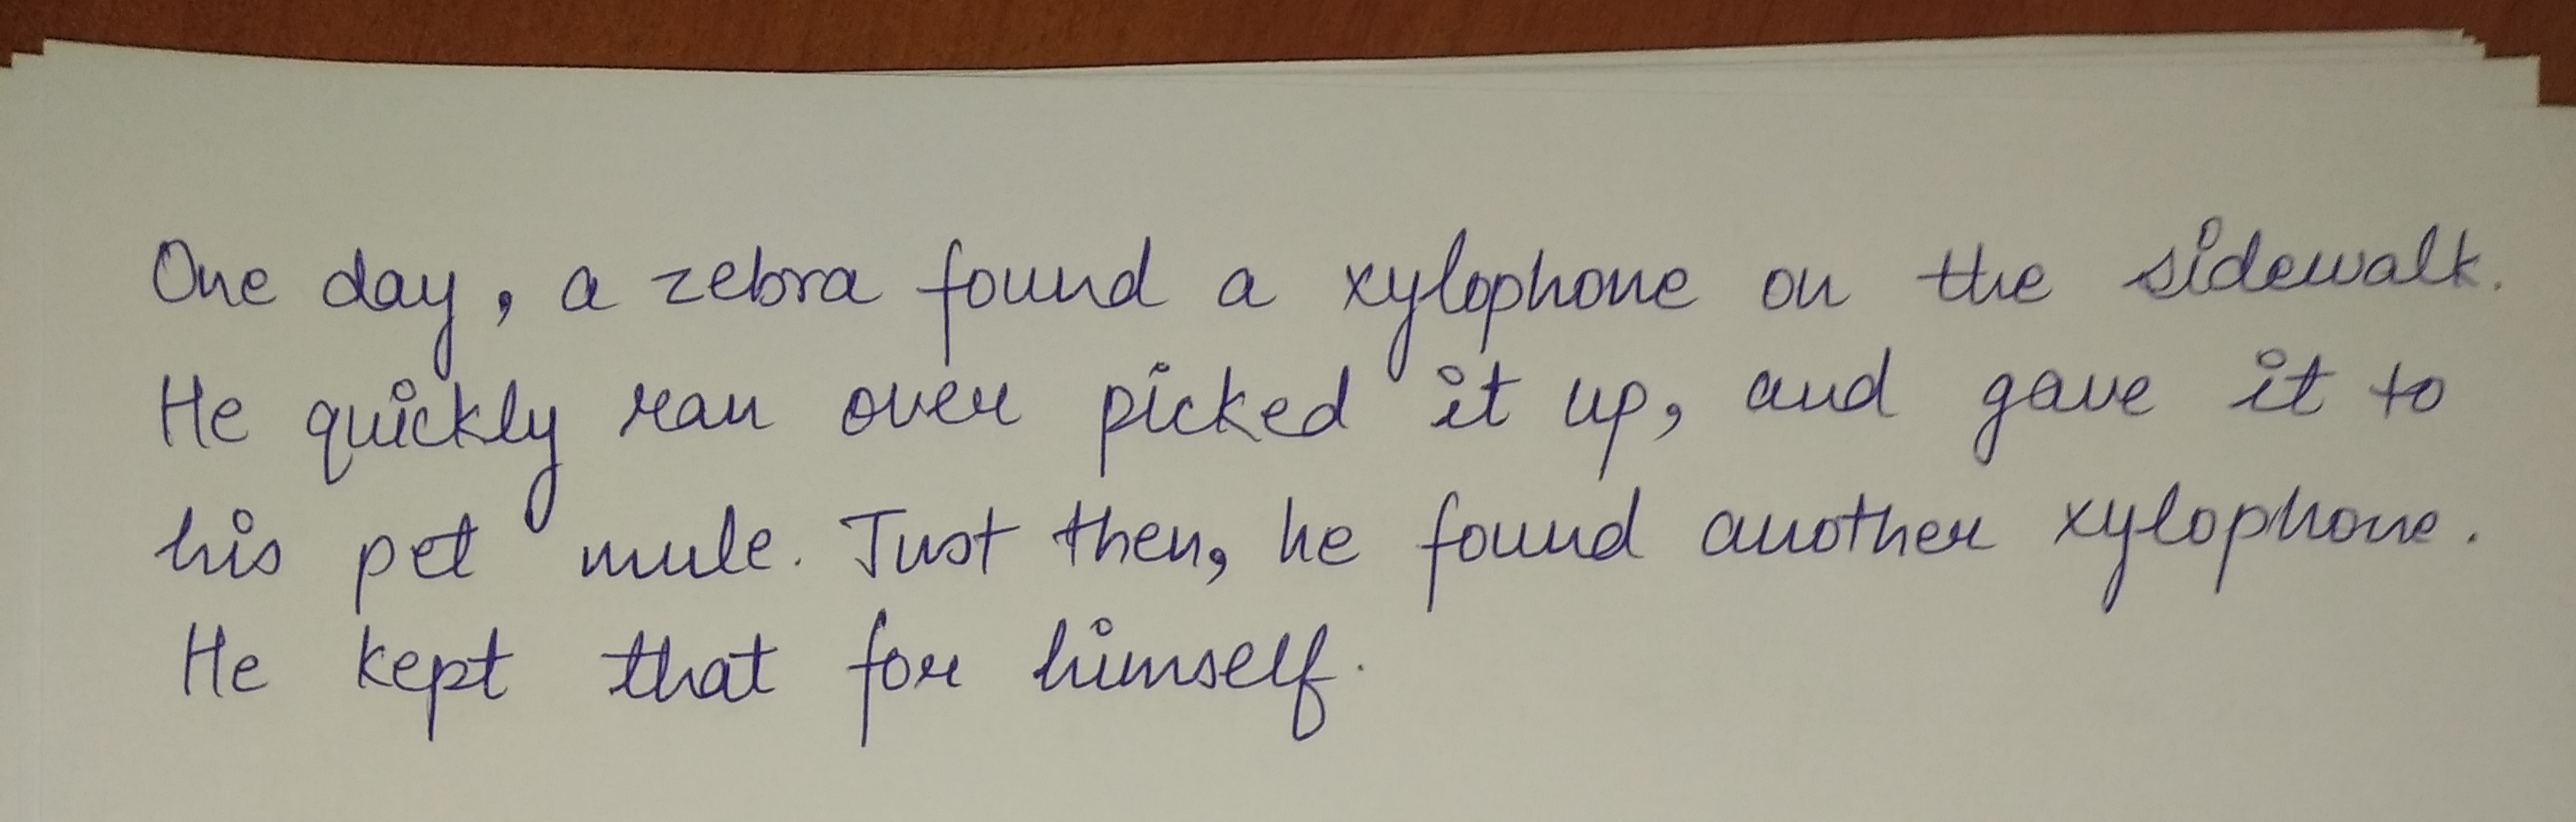 One day, a zebra found a xylophone on the sidewalk.
He quickly ran over picked it up, and gave it to
his pet mule. Just then, he found another xylophone.
He kept that for himself.